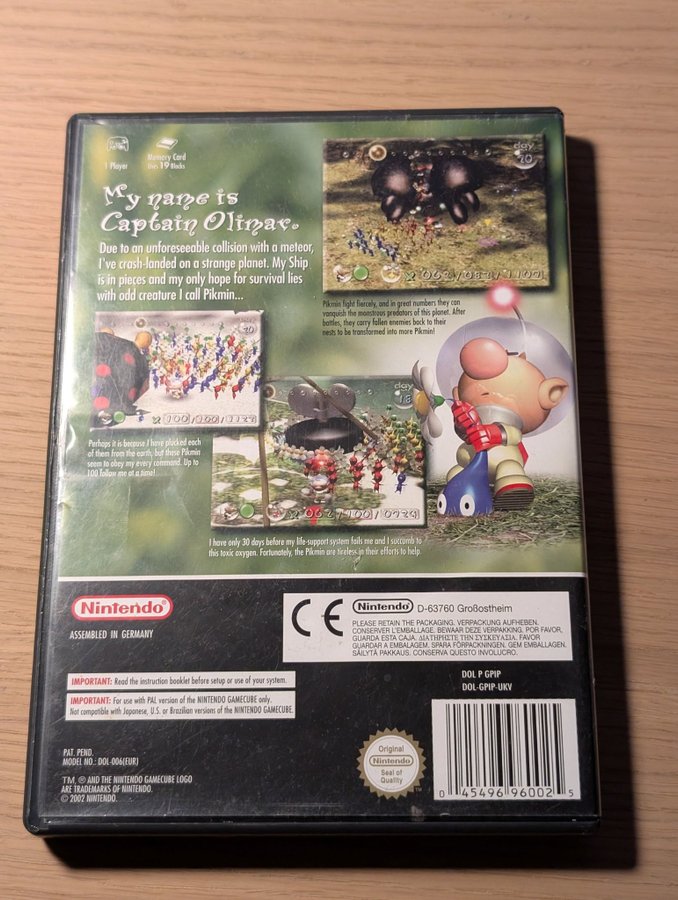 1 Player
Memory Card
Uses 19 Blocks
My name is
Captain Olimar.
Due to an unforeseeable collision with a meteor,
I've crash-landed on a strange planet. My Ship
is in pieces and my only hope for survival lies
with odd creature I call Pikmin...
day
Pikmin fight fiercely, and in great numbers they can
vanquish the monstrous predators of this planet. After
battles, they carry fallen enemies back to their
nests to be transformed into more Pikmin!
100/100/1127
Perhaps it is because I have plucked each
of them from the earth, but these Pikmin
seem to obey my every command. Up to
100 follow me at a time!
day
I have only 30 days before my life-support system fails me and I succumb to
this toxic oxygen. Fortunately, the Pikmin are tireless in their efforts to help.
Nintendo
ASSEMBLED IN GERMANY
CE
Nintendo D-63760 Großostheim
PLEASE RETAIN THE PACKAGING. VERPACKUNG AUFHEBEN.
CONSERVER L'EMBALLAGE. BEWAAR DEZE VERPAKKING. POR FAVOR,
GUARDA ESTA CAJA. ΔΙΑΤΗΡΗΣΤΕ ΤΗΝ ΣΥΣΚΕΥΑΣΙΑ. FAVOR
GUARDAR A EMBALAGEM. SPARA FÖRPACKNINGEN. GEM EMBALLAGEN.
SÄILYTÄ PAKKAUS. CONSERVA QUESTO INVOLUCRO.
IMPORTANT: Read the instruction booklet before setup or use of your system.
IMPORTANT: For use with PAL version of the NINTENDO GAMECUBE only.
Not compatible with Japanese, U.S. or Brazilian versions of the NINTENDO GAMECUBE.
DOL P GPIP
DOL-GPIP-UKV
PAT. PEND.
MODEL NO.: DOL-006(EUR)
TM, ® AND THE NINTENDO GAMECUBE LOGO
ARE TRADEMARKS OF NINTENDO.
© 2002 NINTENDO.
Original
Nintendo
Seal of
Quality
TM
0 45496 96002 5